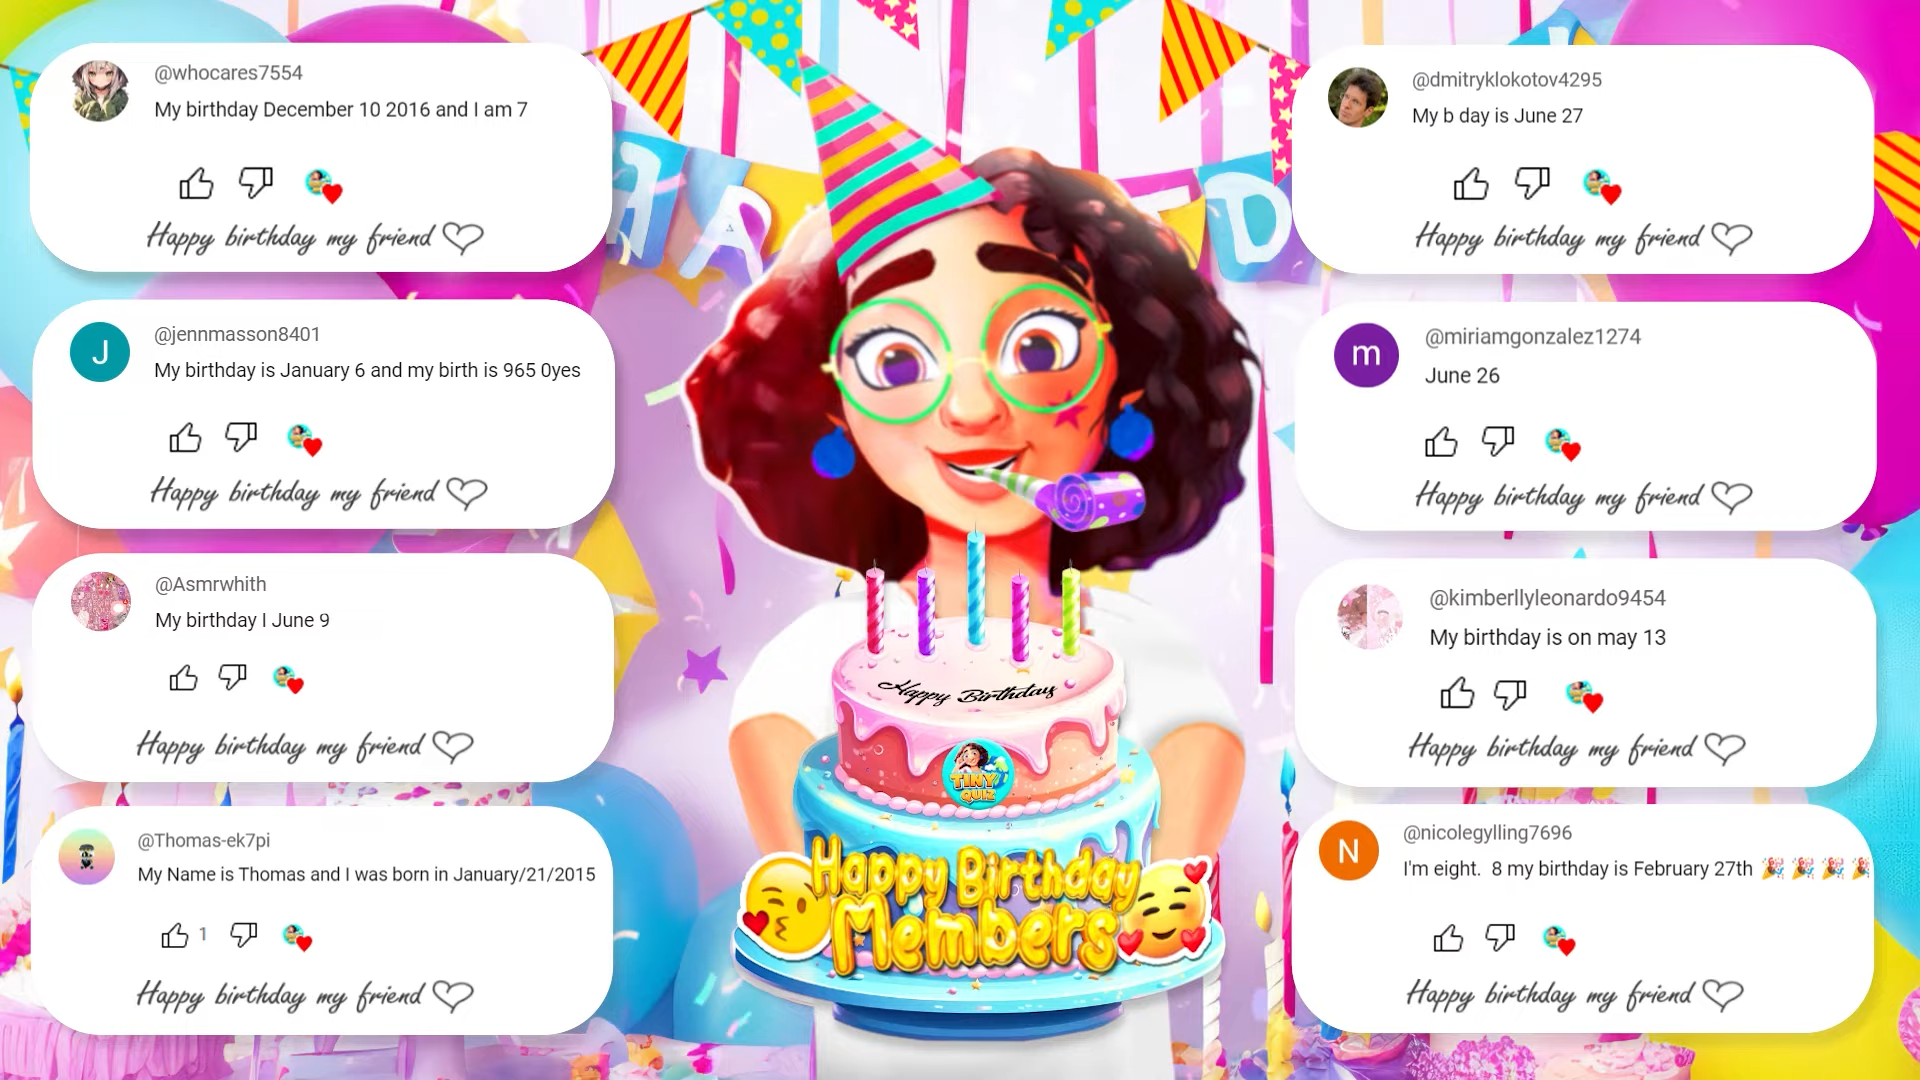 @whocares7554
My birthday December 10 2016 and I am 7
Happy birthday my friend
@jennmasson8401
J
My birthday is January 6 and my birth is 965 0yes
Happy birthday my friend
@Asmrwhith
My birthday I June 9
Happy birthday my friend
@Thomas-ek7pi
My Name is Thomas and I was born in January/21/2015
1
Happy birthday my friend
HA
D
Happy Birthday
TINY
QUIZ
Happy Birthday
Members
@dmitryklokotov4295
My b day is June 27
Happy birthday my friend
@miriamgonzalez1274
m
June 26
Happy birthday my friend
@kimberllyleonardo9454
My birthday is on may 13
Happy birthday my friend
@nicolegylling7696
N
I'm eight. 8 my birthday is February 27th 🎉 🎉 🎉 🎉
Happy birthday my friend